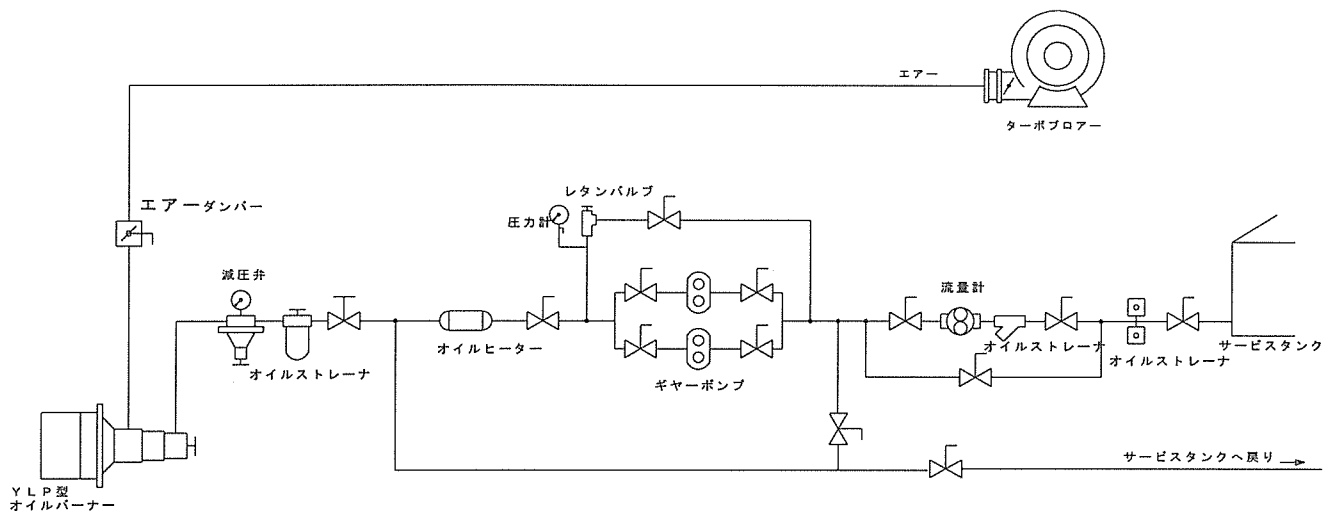 エアー
ターボブロアー
エアーダンパー
レタンバルブ
圧力計
減圧弁
流量計
オイルストレーナ
オイルヒーター
ギヤーポンプ
オイルストレーナ
オイルストレーナ
サービスタンク
サービスタンクへ戻り
YLP型
オイルバーナー